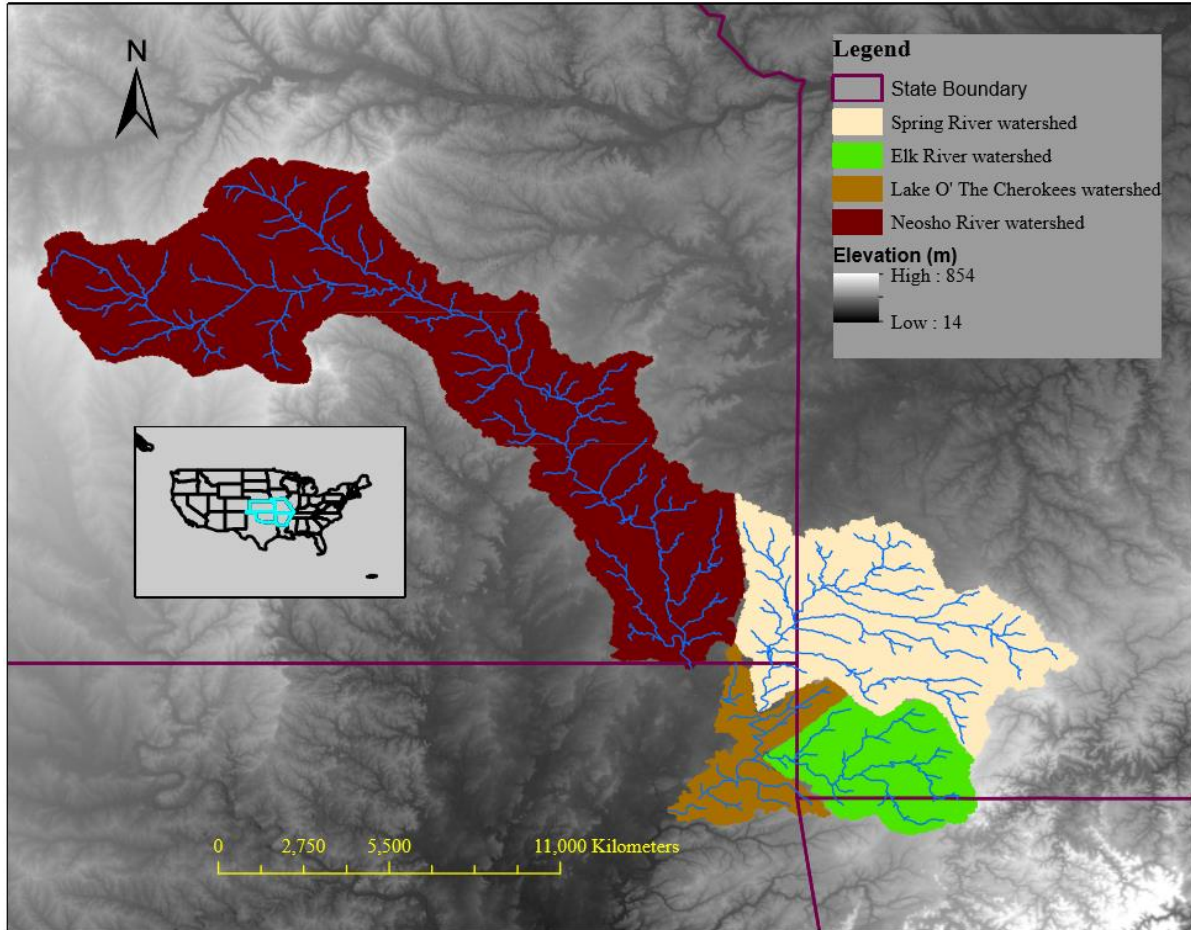 N
Legend
State Boundary
Spring River watershed
Elk River watershed
Lake O' The Cherokees watershed
Neosho River watershed
Elevation (m)
High : 854
Low : 14
0 2,750 5,500 11,000 Kilometers